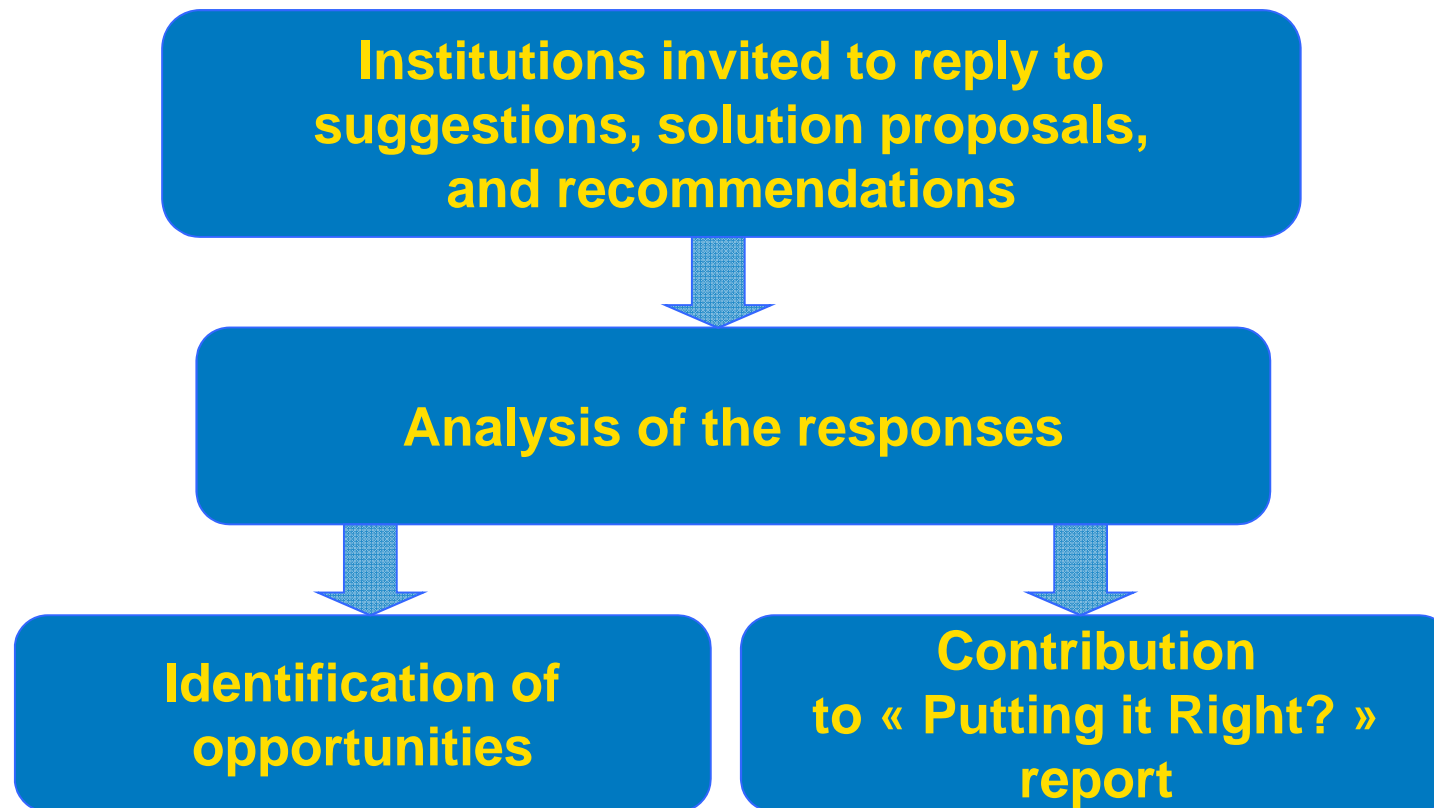 Institutions invited to reply to
suggestions, solution proposals,
and recommendations
Analysis of the responses
Identification of
opportunities
Contribution
to « Putting it Right? »
report